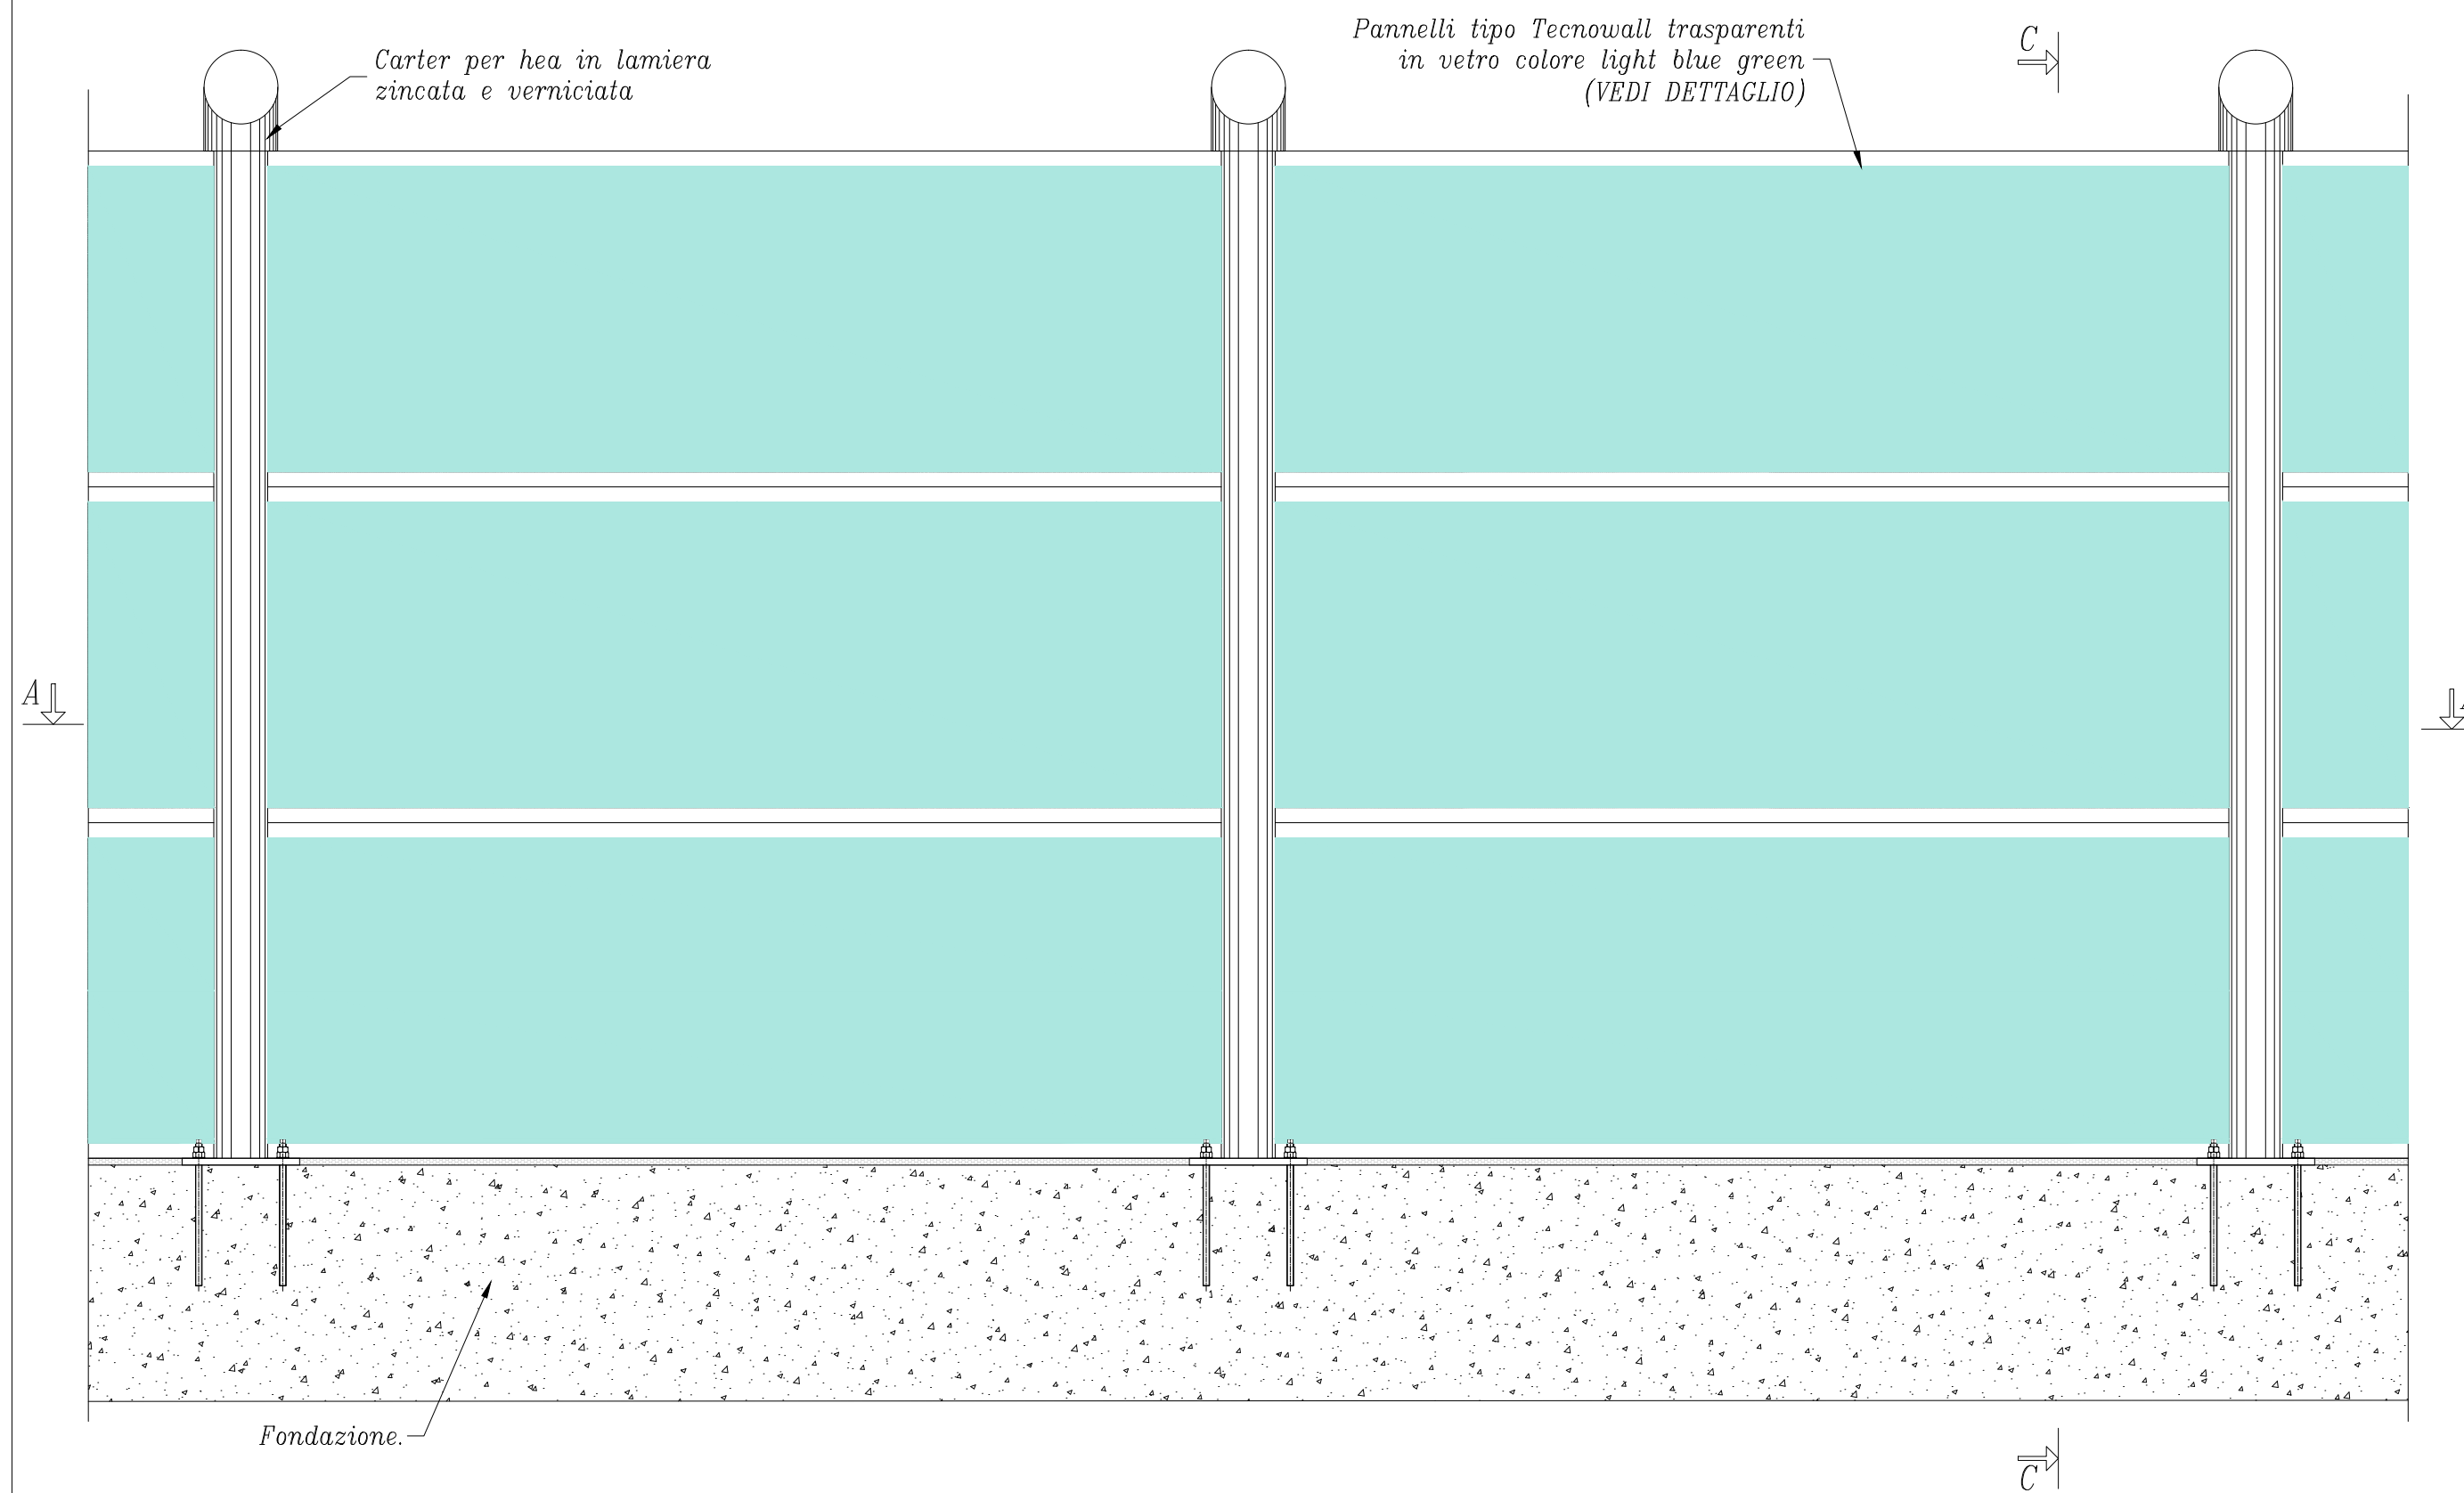 Carter per hea in lamiera
zincata e verniciata
Pannelli tipo Tecnowall trasparenti
in vetro colore light blue green
(VEDI DETTAGLIO)
C
A
Fondazione.
C